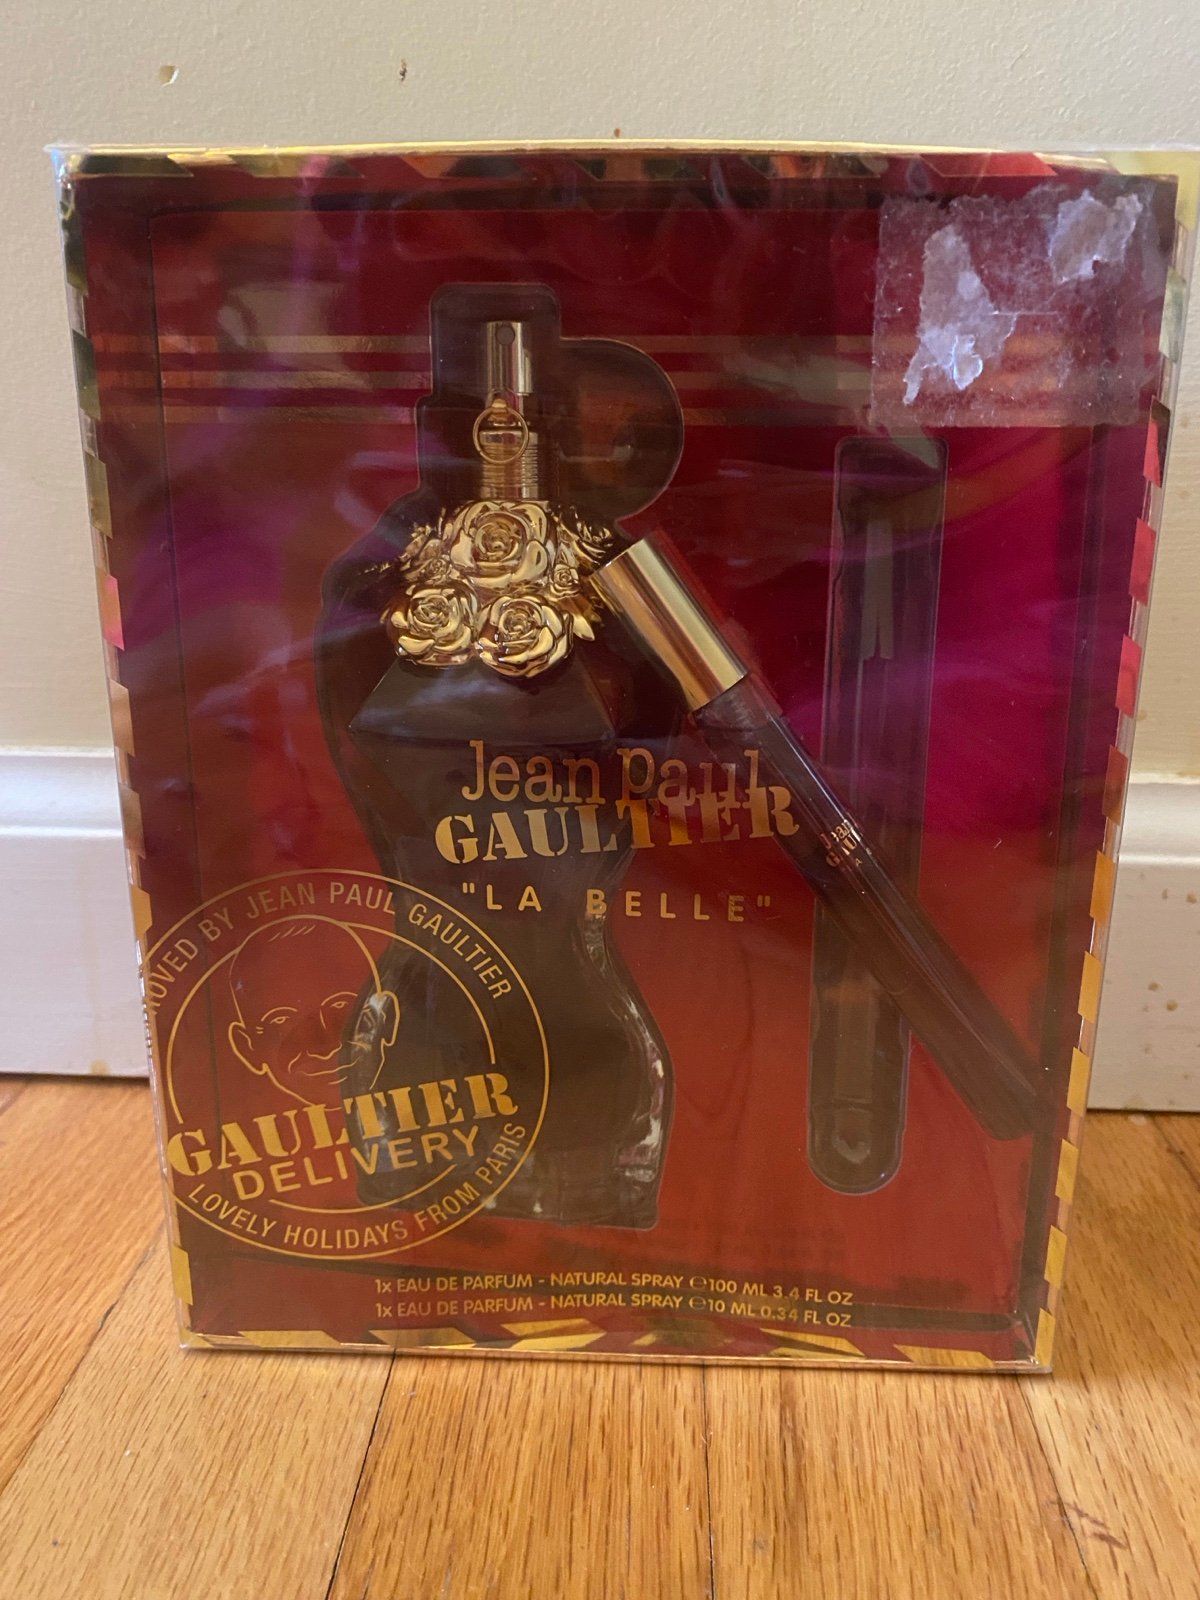 Jean Paul
GAULTIER
"LA BELLE"
BY JEAN PAUL GAULTIER
GAULTIER
DELIVERY
LOVELY HOLIDAYS FROM PARIS
1x EAU DE PARFUM - NATURAL SPRAY ℮100 ML 3.4 FL OZ
1x EAU DE PARFUM - NATURAL SPRAY ℮10 ML 0.34 FL OZ